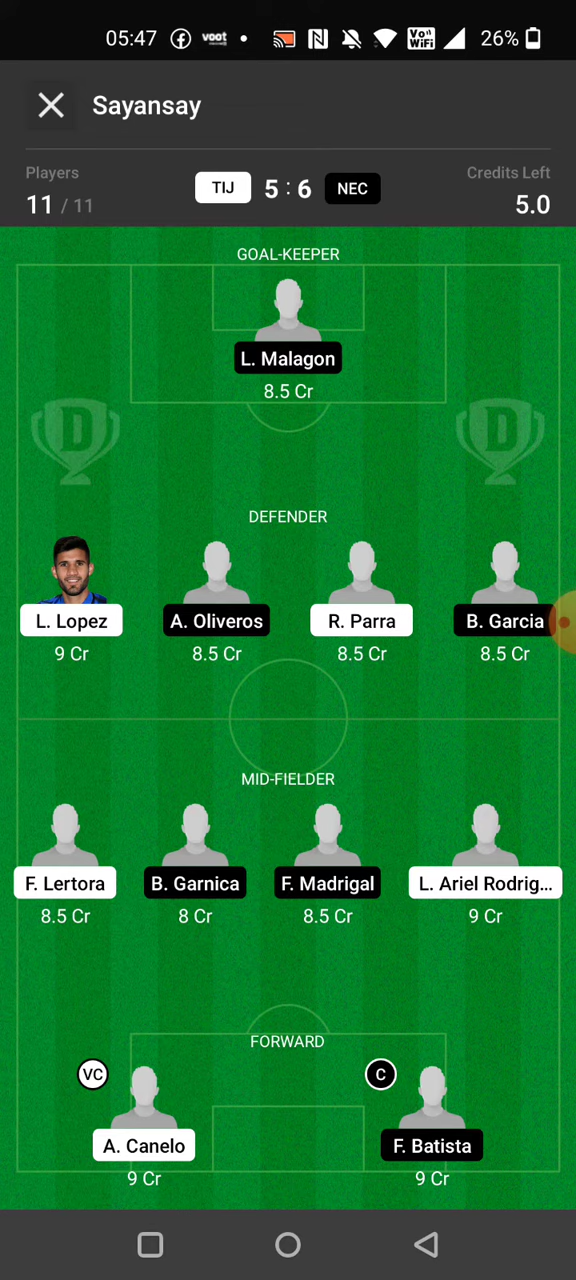 05:47 voot Vo WiFi 26%
Sayansay
Players Credits Left
11 / 11 TIJ 5 : 6 NEC 5.0
GOAL-KEEPER
L. Malagon
8.5 Cr
D D
DEFENDER
L. Lopez A. Oliveros R. Parra B. Garcia
9 Cr 8.5 Cr 8.5 Cr 8.5 Cr
MID-FIELDER
F. Lertora B. Garnica F. Madrigal L. Ariel Rodrig...
8.5 Cr 8 Cr 8.5 Cr 9 Cr
FORWARD
VC C
A. Canelo F. Batista
9 Cr 9 Cr